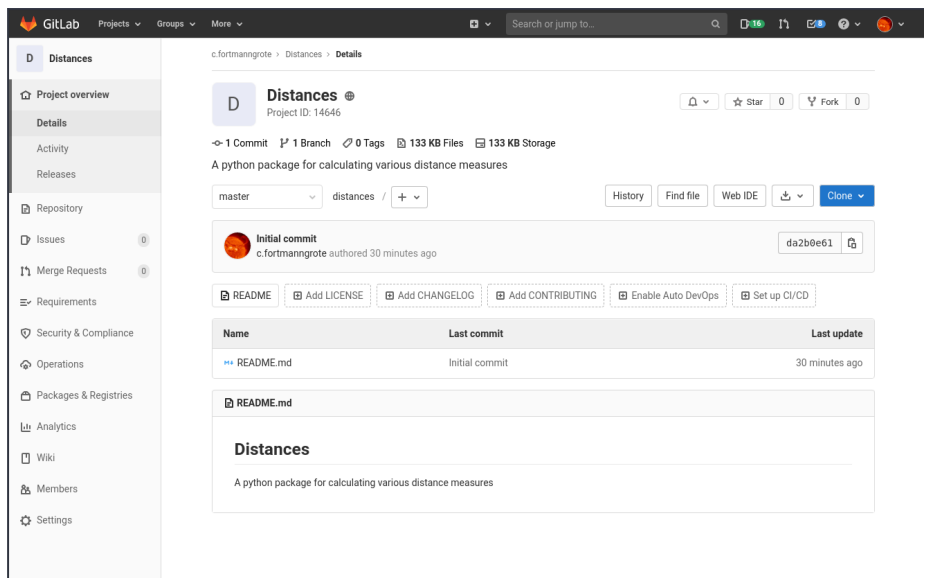 GitLab Projects Groups More Search or jump to... 16 8
D Distances
c.fortmanngrote > Distances > Details
Project overview
Details
Activity
Releases
Repository
Issues 0
Merge Requests 0
Requirements
Security & Compliance
Operations
Packages & Registries
Analytics
Wiki
Members
Settings
D
Distances
Project ID: 14646
Star 0 Fork 0
1 Commit 1 Branch 0 Tags 133 KB Files 133 KB Storage
A python package for calculating various distance measures
master distances / + History Find file Web IDE Clone
Initial commit
c.fortmanngrote authored 30 minutes ago
da2b0e61
README Add LICENSE Add CHANGELOG Add CONTRIBUTING Enable Auto DevOps Set up CI/CD
Name Last commit Last update
README.md Initial commit 30 minutes ago
README.md
Distances
A python package for calculating various distance measures